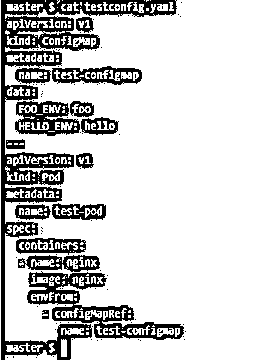 master $ cat testconfig.yaml
apiVersion: v1
kind: ConfigMap
metadata:
  name: test-configmap
data:
  FOO_ENV: foo
  HELLO_ENV: hello
---
apiVersion: v1
kind: Pod
metadata:
  name: test-pod
spec:
  containers:
  - name: nginx
    image: nginx
    envFrom:
      - configMapRef:
          name: test-configmap
master $